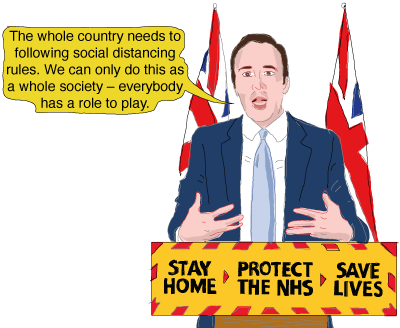 The whole country needs to
following social distancing
rules. We can only do this as
a whole society – everybody
has a role to play.
STAY HOME
PROTECT THE NHS
SAVE LIVES